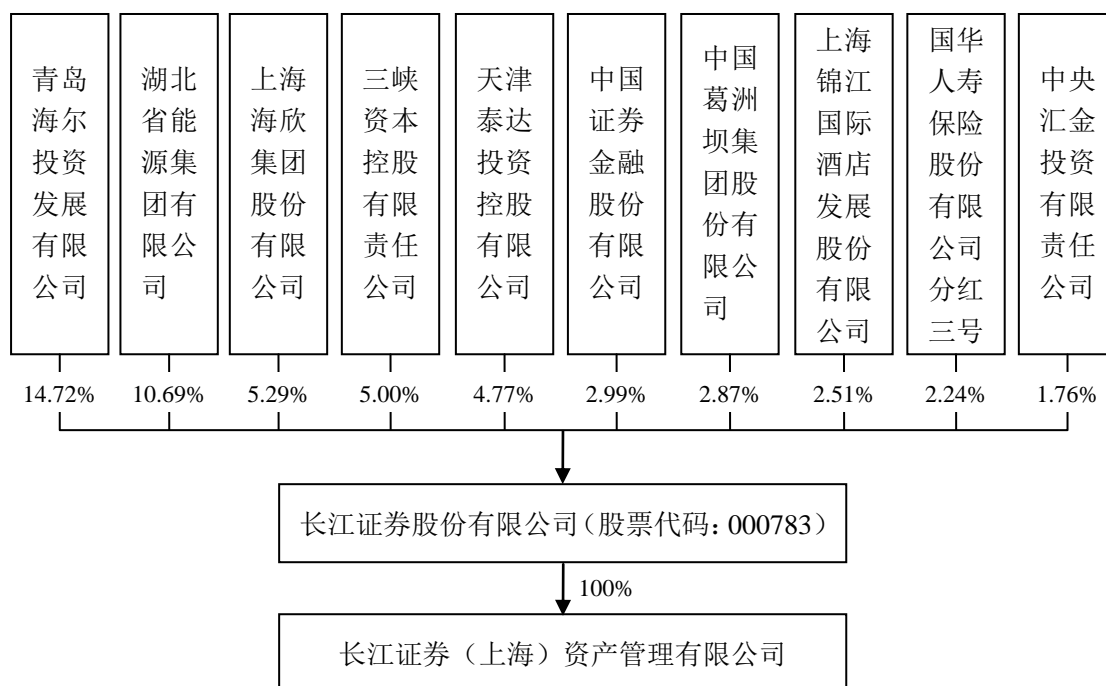 青岛
海尔
投资
发展
有限
公司
湖北
省能
源集
团有
限公
司
上海
海欣
集团
股份
有限
公司
三峡
资本
控股
有限
责任
公司
天津
泰达
投资
控股
有限
公司
中国
证券
金融
股份
有限
公司
中国
葛洲
坝集
团股
份有
限公
司
上海
锦江
国际
酒店
发展
股份
有限
公司
国华
人寿
保险
股份
有限
公司
分红
三号
中央
汇金
投资
有限
责任
公司
14.72%
10.69%
5.29%
5.00%
4.77%
2.99%
2.87%
2.51%
2.24%
1.76%
长江证券股份有限公司（股票代码：000783）
100%
长江证券（上海）资产管理有限公司